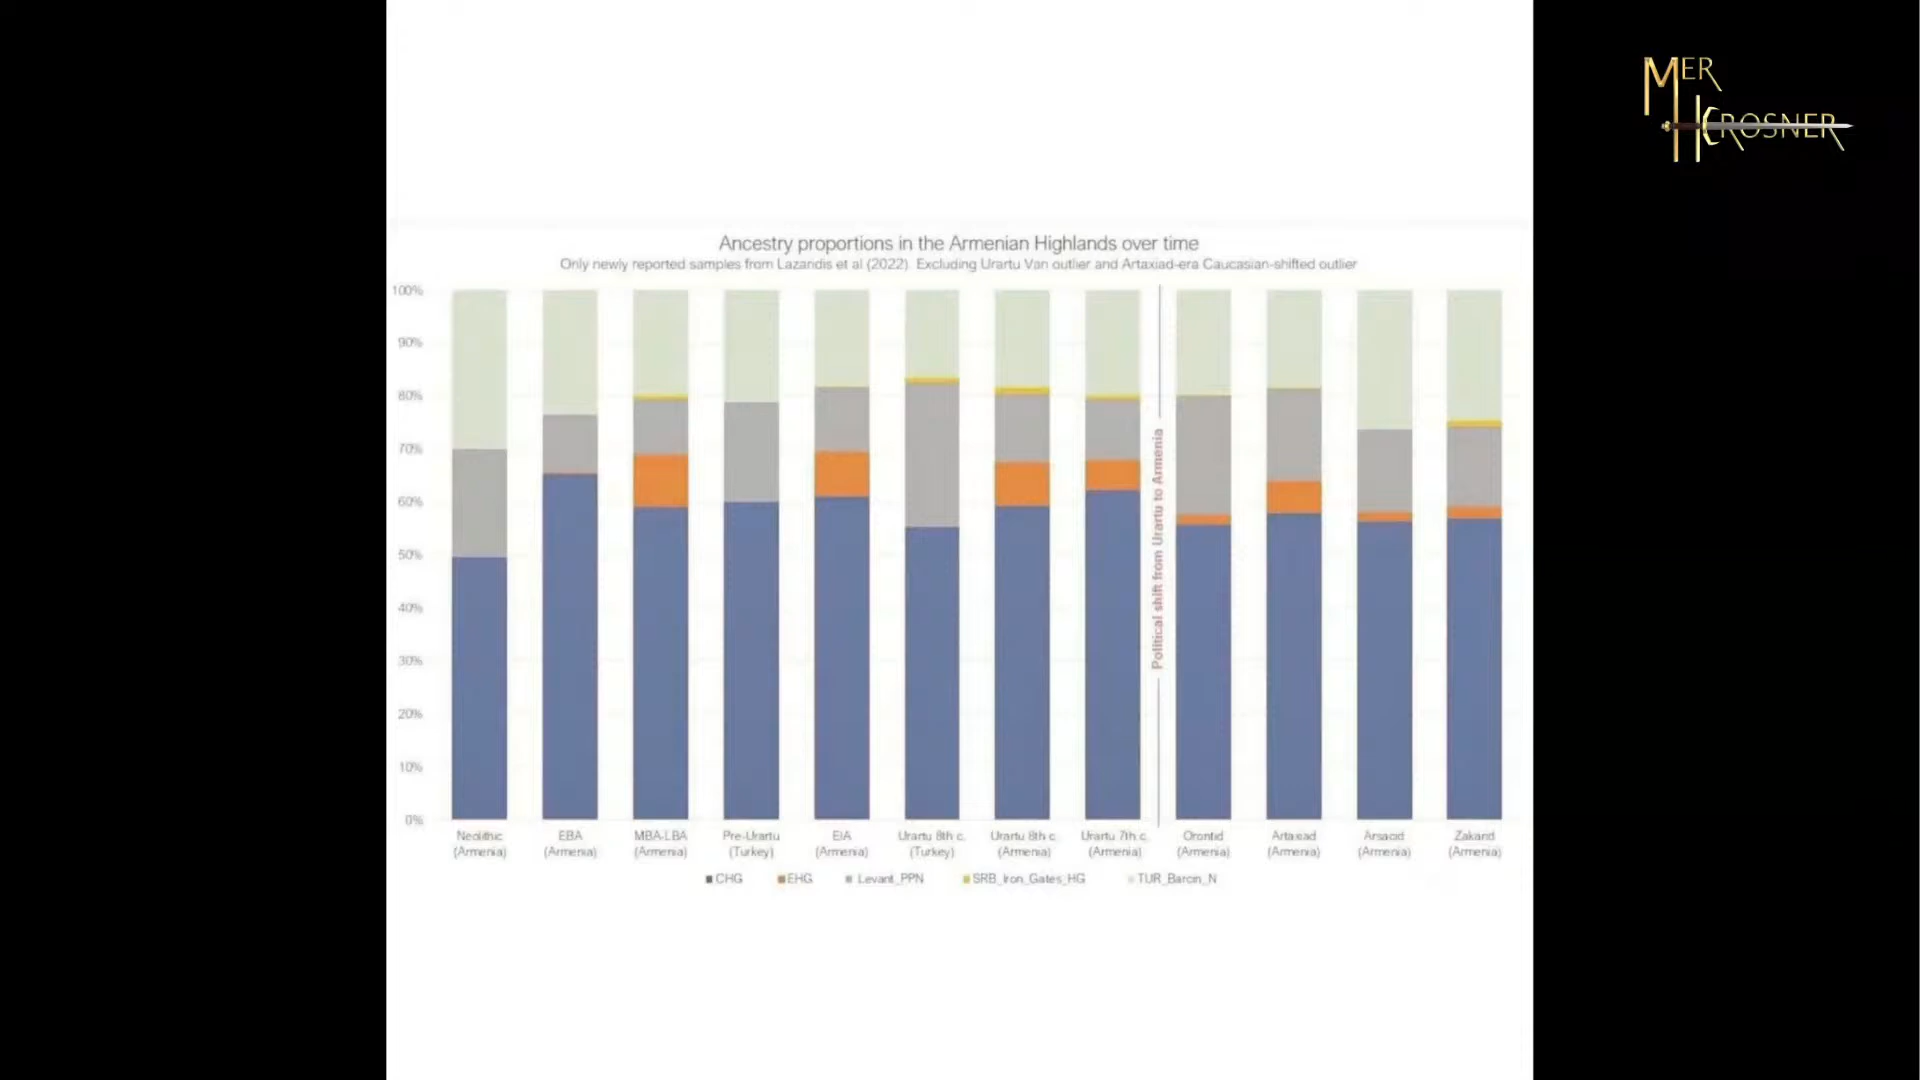 MER
HEROSNER
Ancestry proportions in the Armenian Highlands over time
Only newly reported samples from Lazaridis et al (2022). Excluding Urartu Van outlier and Artaxiad-era Caucasian-shifted outlier
100%
90%
80%
70%
60%
50%
40%
30%
20%
10%
0%
Political shift from Urartu to Armenia
Neolithic (Armenia)
EBA (Armenia)
MBA-LBA (Armenia)
Pre-Urartu (Turkey)
EIA (Armenia)
Urartu 8th c. (Turkey)
Urartu 8th c. (Armenia)
Urartu 7th c. (Armenia)
Orontid (Armenia)
Artaxiad (Armenia)
Arsacid (Armenia)
Zakarid (Armenia)
CHG EHG Levant_PPN SRB_Iron_Gates_HG TUR_Barcin_N